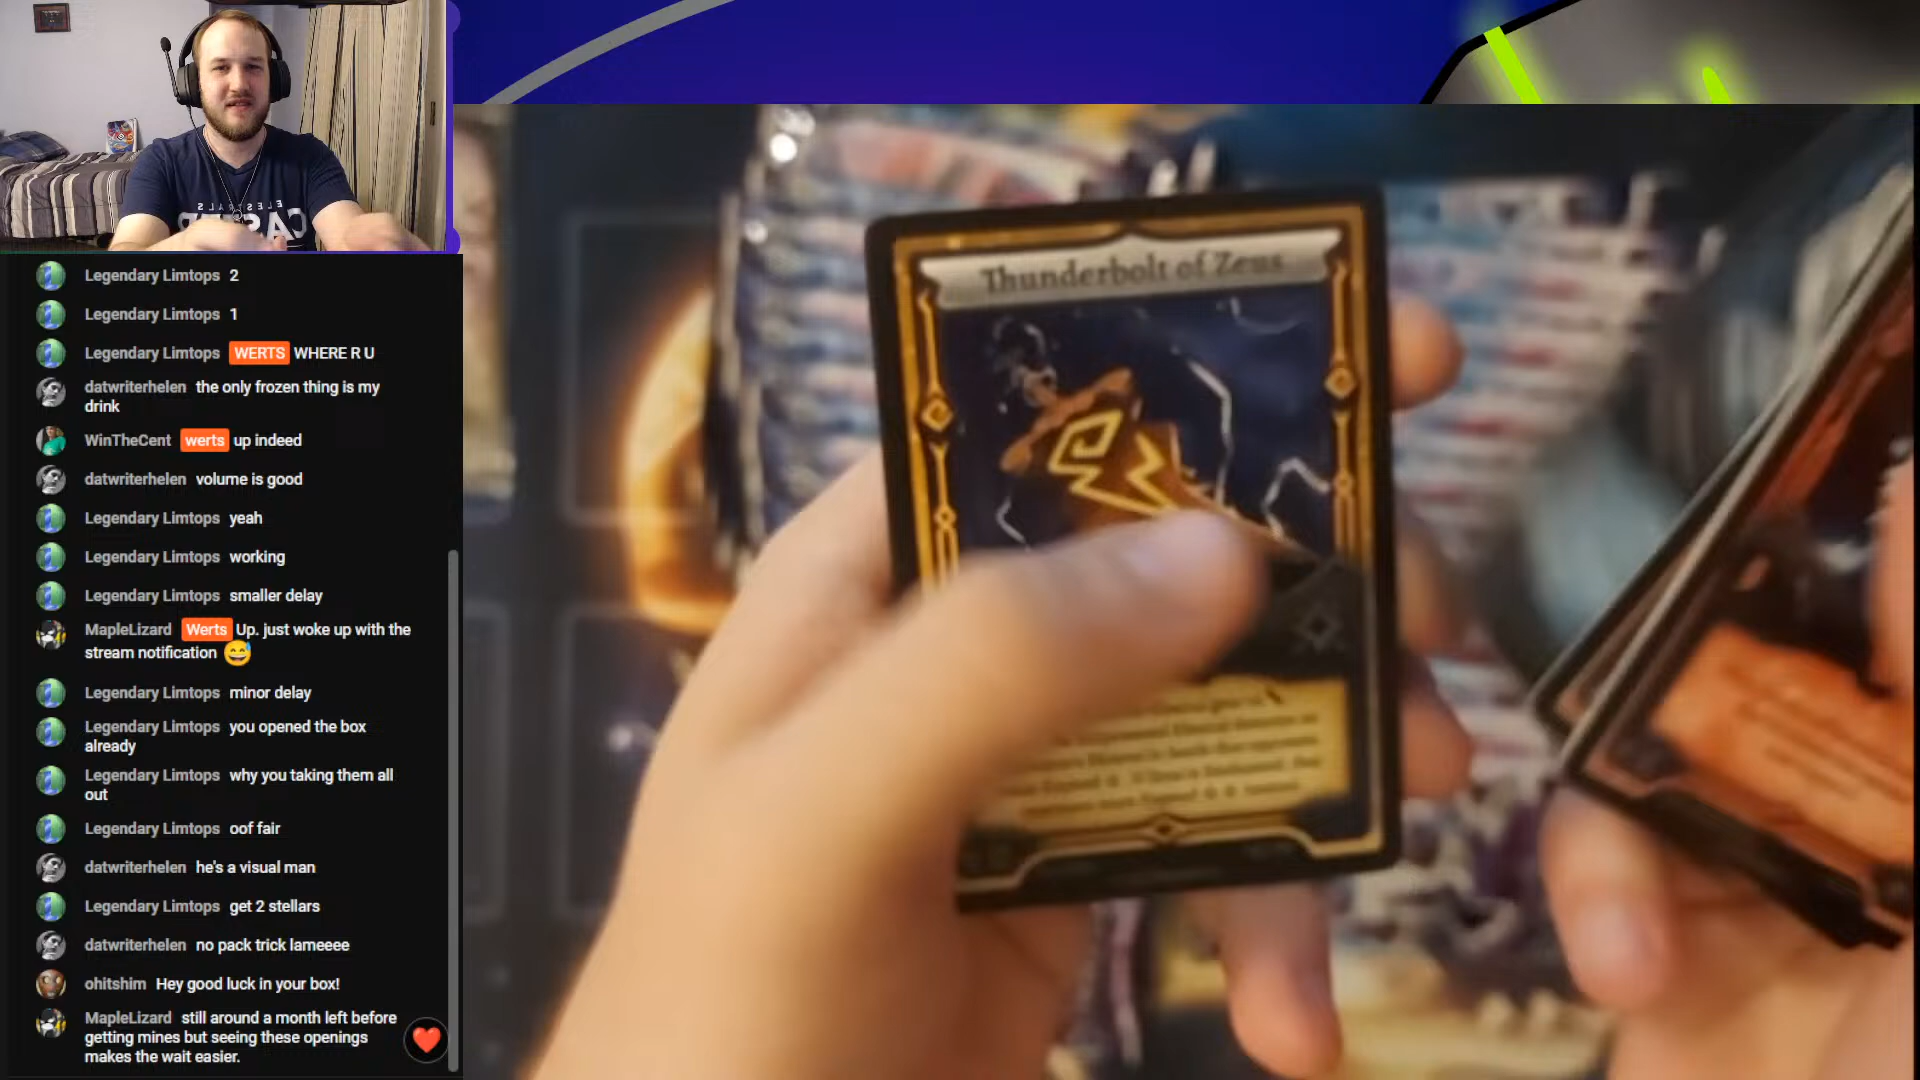 ELESTRALS
CAST
Legendary Limtops 2
Legendary Limtops 1
Legendary Limtops WERTS WHERE R U
datwriterhelen the only frozen thing is my
drink
WinTheCent werts up indeed
datwriterhelen volume is good
Legendary Limtops yeah
Legendary Limtops working
Legendary Limtops smaller delay
MapleLizard Werts Up. just woke up with the
stream notification 😅
Legendary Limtops minor delay
Legendary Limtops you opened the box
already
Legendary Limtops why you taking them all
out
Legendary Limtops oof fair
datwriterhelen he's a visual man
Legendary Limtops get 2 stellars
datwriterhelen no pack trick lameeee
ohitshim Hey good luck in your box!
MapleLizard still around a month left before
getting mines but seeing these openings
makes the wait easier.
Thunderbolt of Zeus